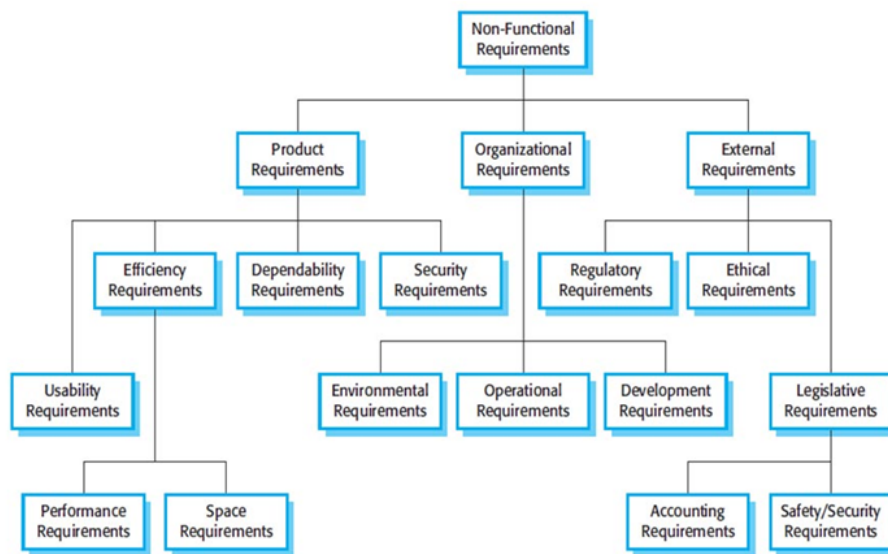 Non-Functional
Requirements
Product
Requirements
Organizational
Requirements
External
Requirements
Efficiency
Requirements
Dependability
Requirements
Security
Requirements
Regulatory
Requirements
Ethical
Requirements
Usability
Requirements
Environmental
Requirements
Operational
Requirements
Development
Requirements
Legislative
Requirements
Performance
Requirements
Space
Requirements
Accounting
Requirements
Safety/Security
Requirements